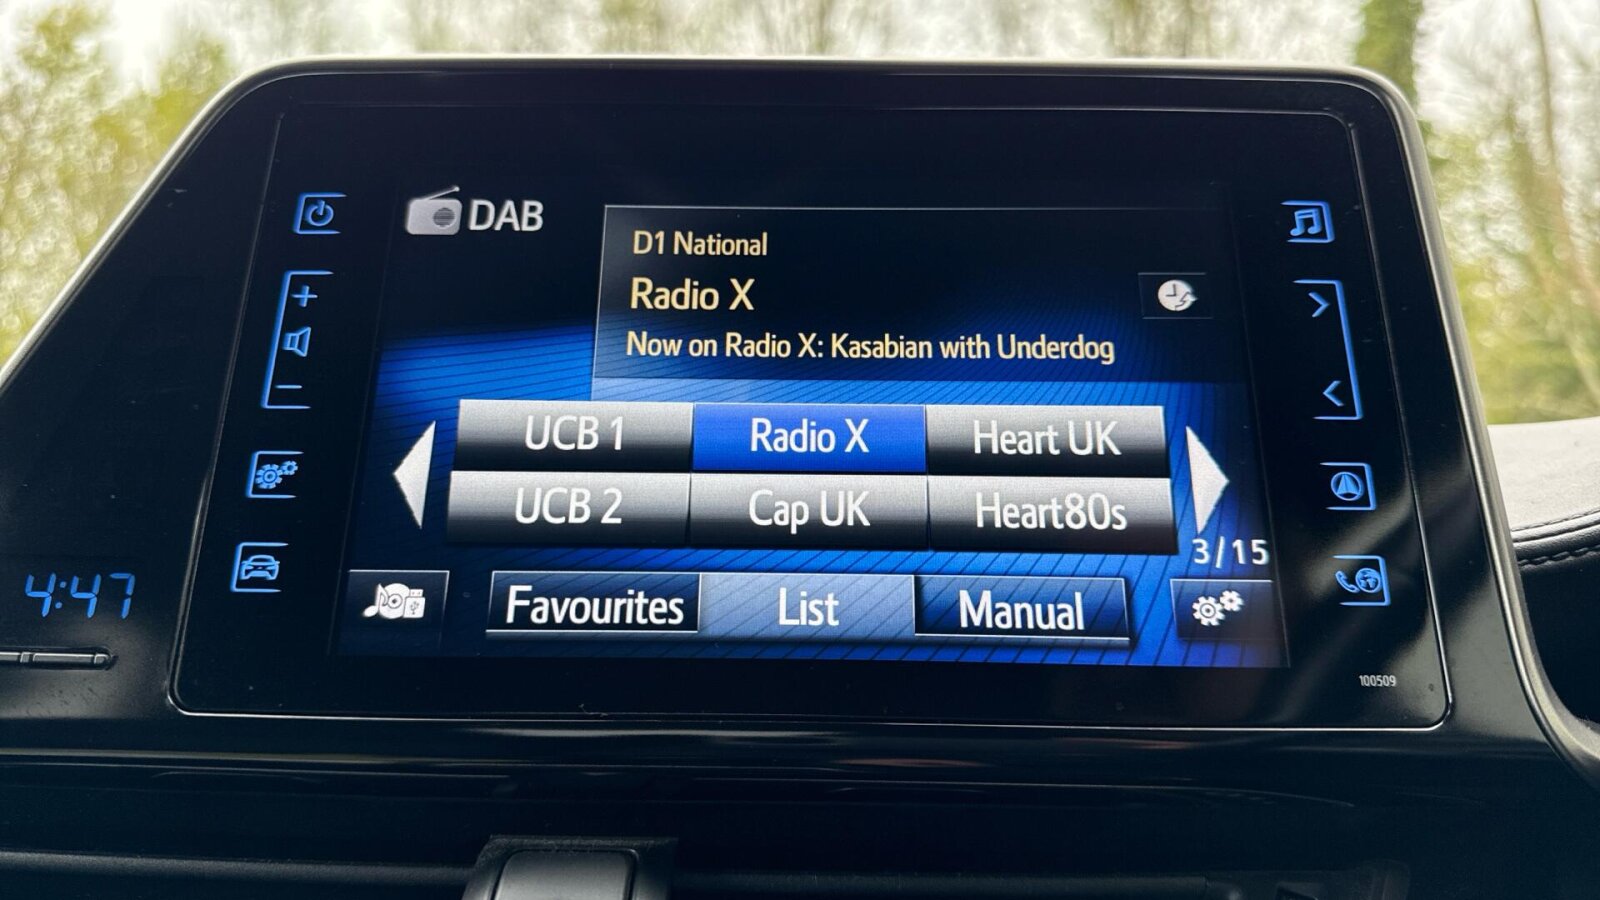 DAB
D1 National
Radio X
Now on Radio X: Kasabian with Underdog
UCB 1
Radio X
Heart UK
UCB 2
Cap UK
Heart80s
3/15
Favourites
List
Manual
4:47
100509